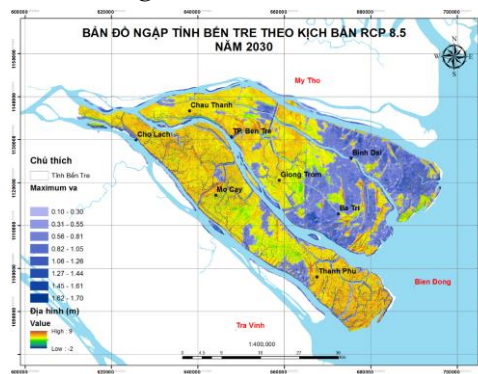 BẢN ĐỒ NGẬP TỈNH BẾN TRE THEO KỊCH BẢN RCP 8.5
NĂM 2030
My Tho
Chau Thanh
Cho Lach
TP. Ben Tre
Binh Dai
Giong Trom
Mo Cay
Ba Tri
Thanh Phu
Bien Dong
Tra Vinh
Chú thích
Tỉnh Bến Tre
Maximum va
0.10 - 0.30
0.31 - 0.55
0.56 - 0.81
0.82 - 1.05
1.06 - 1.26
1.27 - 1.44
1.45 - 1.61
1.62 - 1.70
Địa hình (m)
Value
High : 9
Low : -2
1:400,000
N
W
E
S